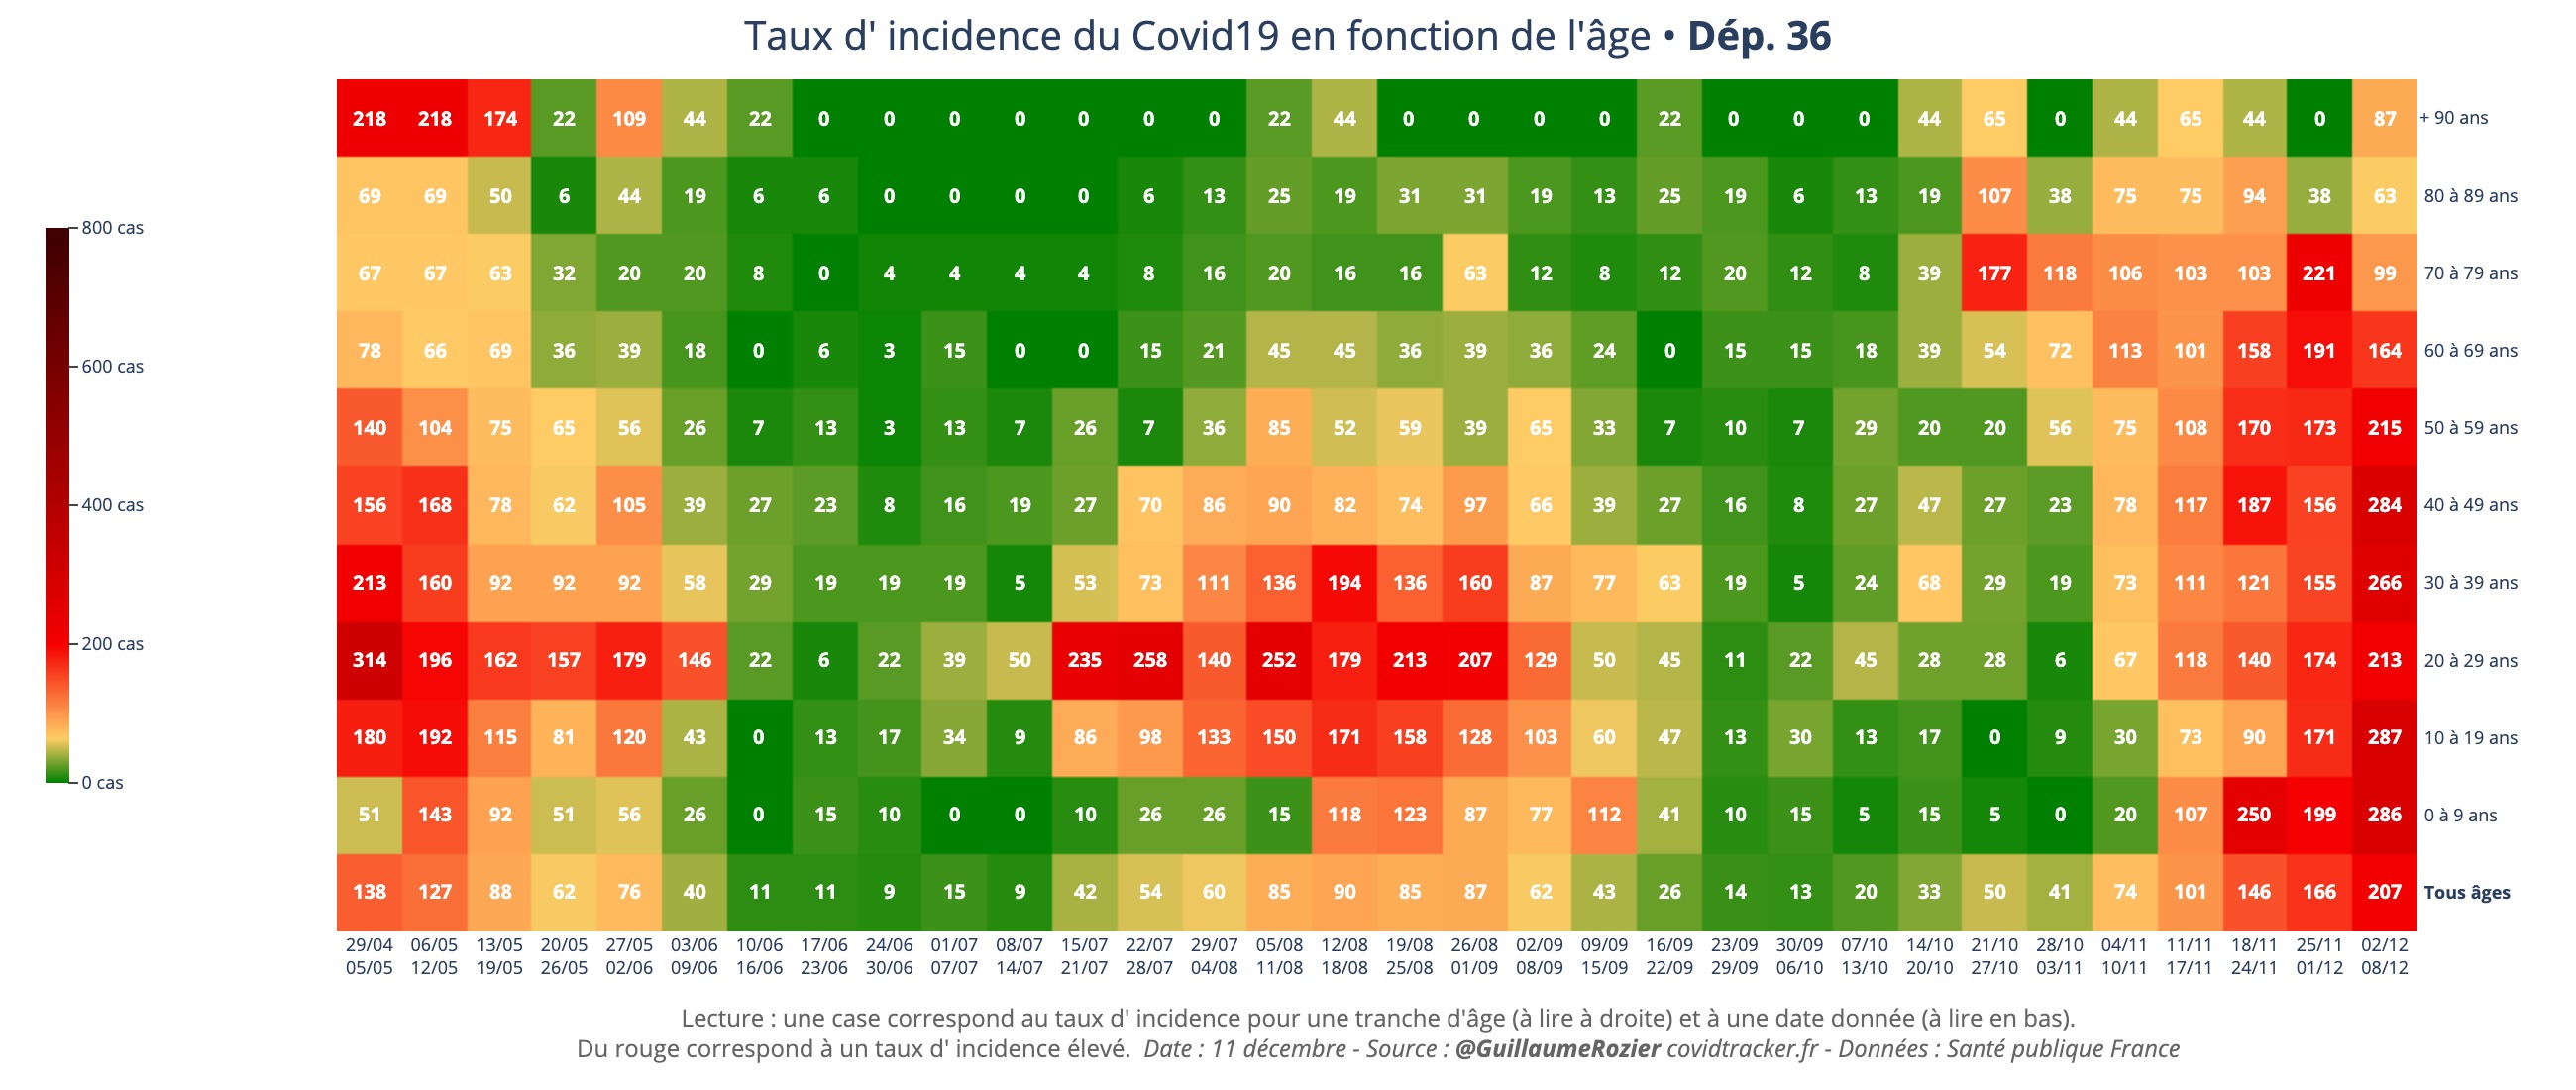 Taux d' incidence du Covid19 en fonction de l'âge • Dép. 36
800 cas
600 cas
400 cas
200 cas
0 cas
218 218 174 22 109 44 22 0 0 0 0 0 0 0 22 44 0 0 0 0 22 0 0 0 44 65 0 44 65 44 0 87 + 90 ans
69 69 50 6 44 19 6 6 0 0 0 0 6 13 25 19 31 31 19 13 25 19 6 13 19 107 38 75 75 94 38 63 80 à 89 ans
67 67 63 32 20 20 8 0 4 4 4 4 8 16 20 16 16 63 12 8 12 20 12 8 39 177 118 106 103 103 221 99 70 à 79 ans
78 66 69 36 39 18 0 6 3 15 0 0 15 21 45 45 36 39 36 24 0 15 15 18 39 54 72 113 101 158 191 164 60 à 69 ans
140 104 75 65 56 26 7 13 3 13 7 26 7 36 85 52 59 39 65 33 7 10 7 29 20 20 56 75 108 170 173 215 50 à 59 ans
156 168 78 62 105 39 27 23 8 16 19 27 70 86 90 82 74 97 66 39 27 16 8 27 47 27 23 78 117 187 156 284 40 à 49 ans
213 160 92 92 92 58 29 19 19 19 5 53 73 111 136 194 136 160 87 77 63 19 5 24 68 29 19 73 111 121 155 266 30 à 39 ans
314 196 162 157 179 146 22 6 22 39 50 235 258 140 252 179 213 207 129 50 45 11 22 45 28 28 6 67 118 140 174 213 20 à 29 ans
180 192 115 81 120 43 0 13 17 34 9 86 98 133 150 171 158 128 103 60 47 13 30 13 17 0 9 30 73 90 171 287 10 à 19 ans
51 143 92 51 56 26 0 15 10 0 0 10 26 26 15 118 123 87 77 112 41 10 15 5 15 5 0 20 107 250 199 286 0 à 9 ans
138 127 88 62 76 40 11 11 9 15 9 42 54 60 85 90 85 87 62 43 26 14 13 20 33 50 41 74 101 146 166 207 Tous âges
29/04 06/05 13/05 20/05 27/05 03/06 10/06 17/06 24/06 01/07 08/07 15/07 22/07 29/07 05/08 12/08 19/08 26/08 02/09 09/09 16/09 23/09 30/09 07/10 14/10 21/10 28/10 04/11 11/11 18/11 25/11 02/12
05/05 12/05 19/05 26/05 02/06 09/06 16/06 23/06 30/06 07/07 14/07 21/07 28/07 04/08 11/08 18/08 25/08 01/09 08/09 15/09 22/09 29/09 06/10 13/10 20/10 27/10 03/11 10/11 17/11 24/11 01/12 08/12
Lecture : une case correspond au taux d' incidence pour une tranche d'âge (à lire à droite) et à une date donnée (à lire en bas).
Du rouge correspond à un taux d' incidence élevé. Date : 11 décembre - Source : @GuillaumeRozier covidtracker.fr - Données : Santé publique France